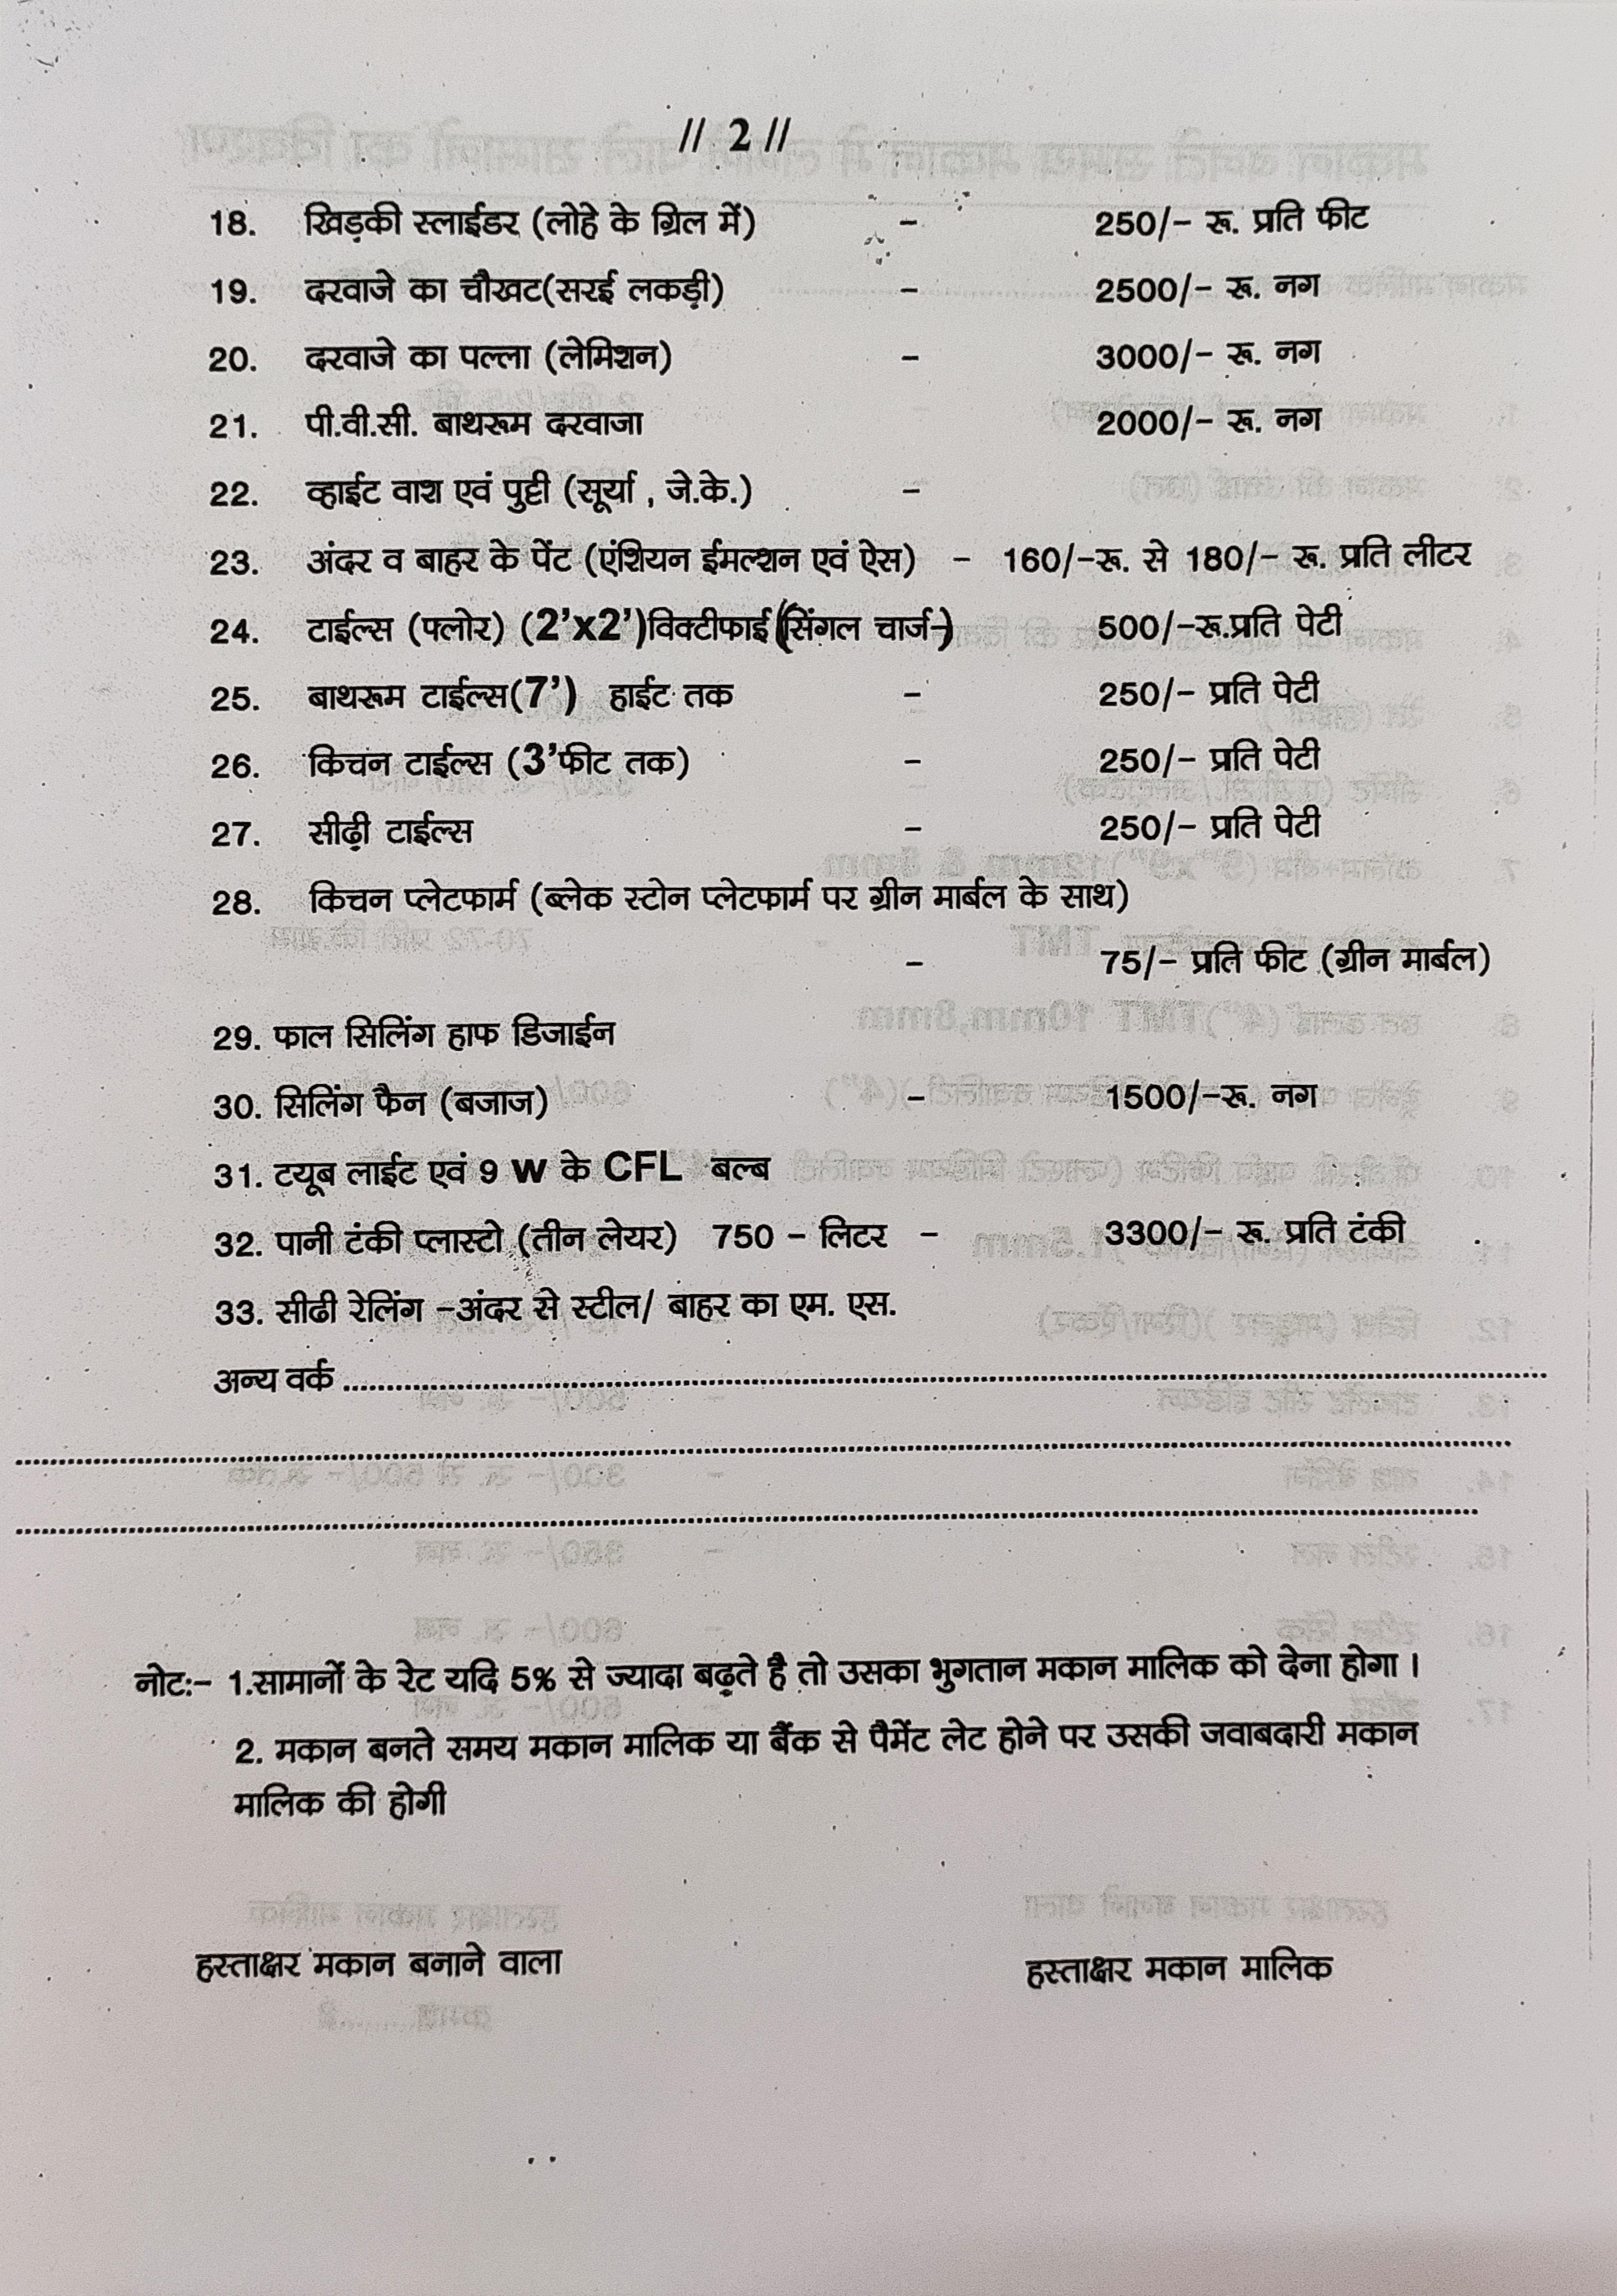 // 2 //
18. खिड़की स्लाईडर (लोहे के ग्रिल में) - 250/- रू. प्रति फीट
19. दरवाजे का चौखट(सरई लकड़ी) - 2500/- रू. नग
20. दरवाजे का पल्ला (लेमिशन) - 3000/- रू. नग
21. पी.वी.सी. बाथरूम दरवाजा 2000/- रू. नग
22. व्हाईट वाश एवं पुट्टी (सूर्या , जे.के.) -
23. अंदर व बाहर के पेंट (एंशियन ईमल्शन एवं ऐस) - 160/-रू. से 180/- रू. प्रति लीटर
24. टाईल्स (फ्लोर) (2'x2')विक्टीफाई(सिंगल चार्ज-) 500/-रू.प्रति पेटी
25. बाथरूम टाईल्स(7') हाईट तक - 250/- प्रति पेटी
26. किचन टाईल्स (3'फीट तक) - 250/- प्रति पेटी
27. सीढ़ी टाईल्स - 250/- प्रति पेटी
28. किचन प्लेटफार्म (ब्लेक स्टोन प्लेटफार्म पर ग्रीन मार्बल के साथ)
- 75/- प्रति फीट (ग्रीन मार्बल)
29. फाल सिलिंग हाफ डिजाईन
30. सिलिंग फैन (बजाज) - 1500/-रू. नग
31. टयूब लाईट एवं 9 W के CFL बल्ब
32. पानी टंकी प्लास्टो (तीन लेयर) 750 - लिटर - 3300/- रू. प्रति टंकी
33. सीढी रेलिंग -अंदर से स्टील/ बाहर का एम. एस.
अन्य वर्क
नोट:- 1.सामानों के रेट यदि 5% से ज्यादा बढ़ते है तो उसका भुगतान मकान मालिक को देना होगा ।
2. मकान बनते समय मकान मालिक या बैंक से पैमेंट लेट होने पर उसकी जवाबदारी मकान
मालिक की होगी
हस्ताक्षर मकान बनाने वाला हस्ताक्षर मकान मालिक